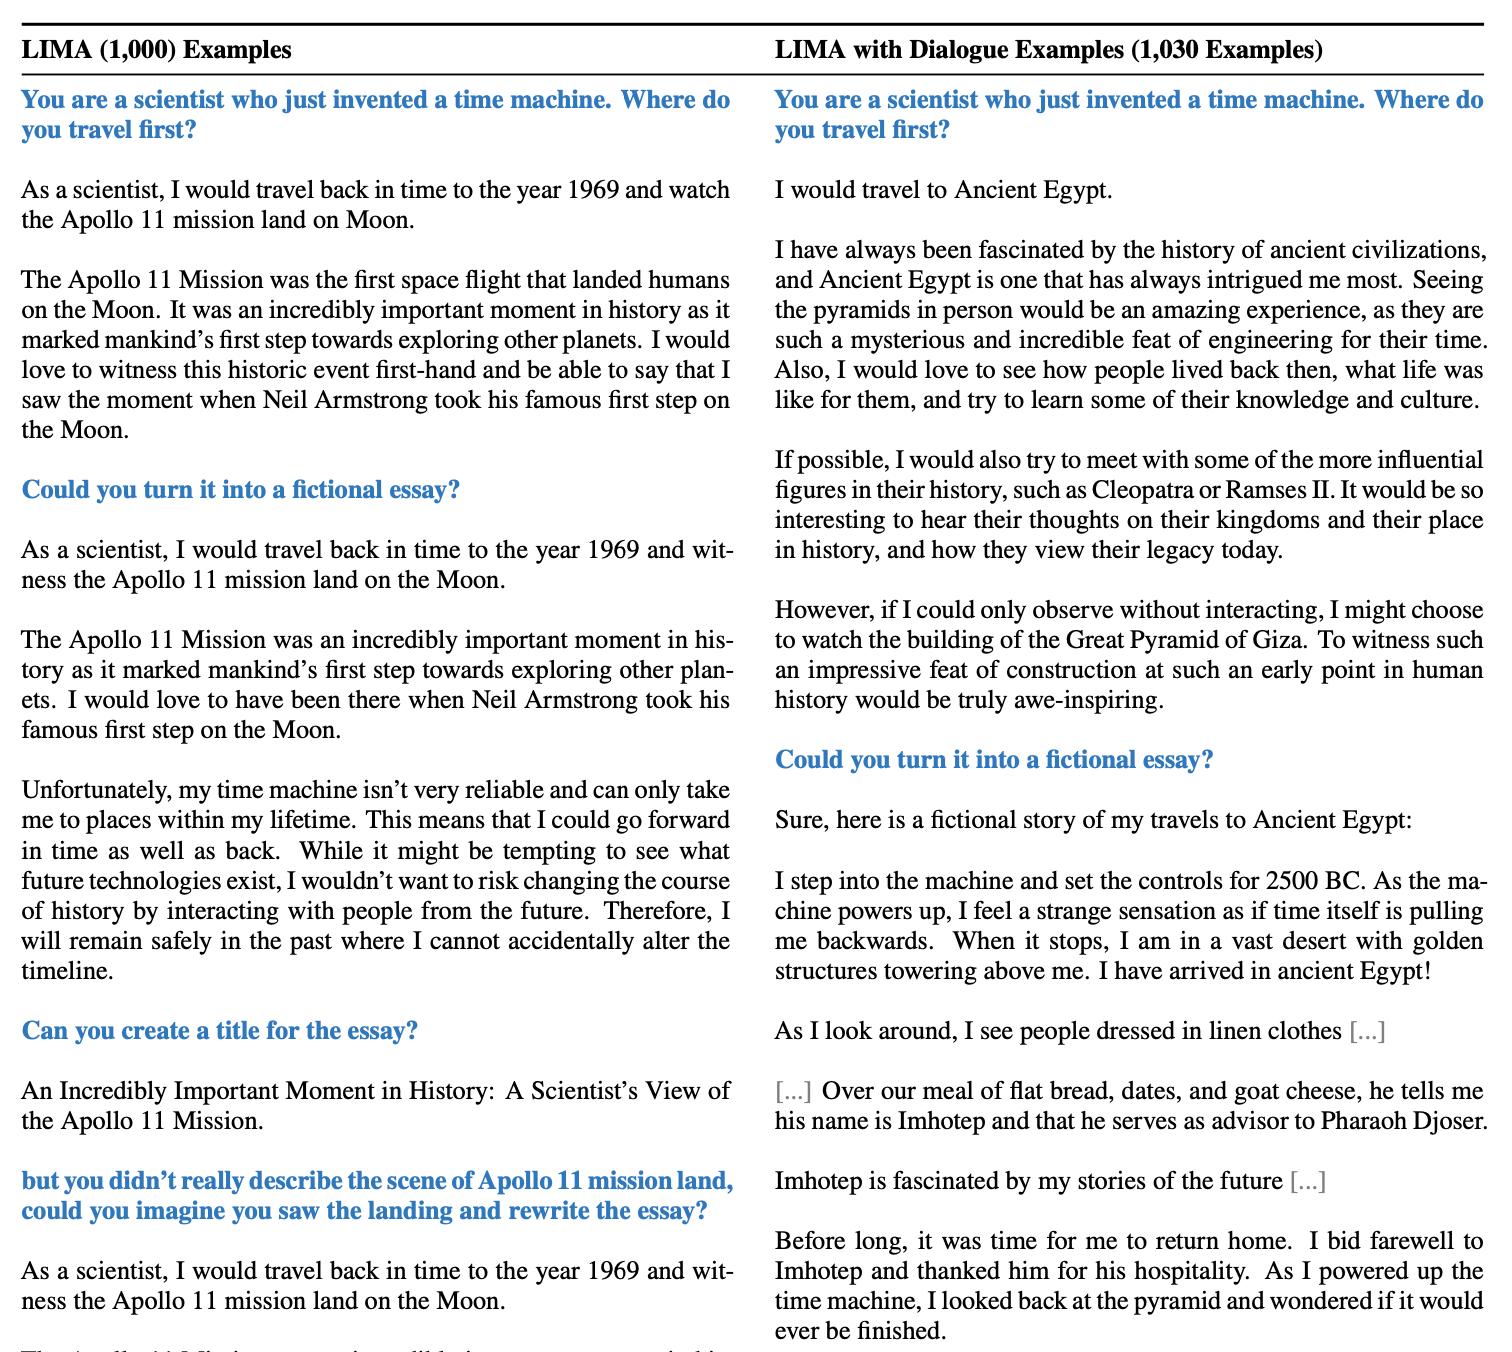 LIMA (1,000) Examples
You are a scientist who just invented a time machine. Where do
you travel first?
As a scientist, I would travel back in time to the year 1969 and watch
the Apollo 11 mission land on Moon.
The Apollo 11 Mission was the first space flight that landed humans
on the Moon. It was an incredibly important moment in history as it
marked mankind’s first step towards exploring other planets. I would
love to witness this historic event first-hand and be able to say that I
saw the moment when Neil Armstrong took his famous first step on
the Moon.
Could you turn it into a fictional essay?
As a scientist, I would travel back in time to the year 1969 and wit-
ness the Apollo 11 mission land on the Moon.
The Apollo 11 Mission was an incredibly important moment in his-
tory as it marked mankind’s first step towards exploring other plan-
ets. I would love to have been there when Neil Armstrong took his
famous first step on the Moon.
Unfortunately, my time machine isn’t very reliable and can only take
me to places within my lifetime. This means that I could go forward
in time as well as back. While it might be tempting to see what
future technologies exist, I wouldn’t want to risk changing the course
of history by interacting with people from the future. Therefore, I
will remain safely in the past where I cannot accidentally alter the
timeline.
Can you create a title for the essay?
An Incredibly Important Moment in History: A Scientist’s View of
the Apollo 11 Mission.
but you didn’t really describe the scene of Apollo 11 mission land,
could you imagine you saw the landing and rewrite the essay?
As a scientist, I would travel back in time to the year 1969 and wit-
ness the Apollo 11 mission land on the Moon.
LIMA with Dialogue Examples (1,030 Examples)
You are a scientist who just invented a time machine. Where do
you travel first?
I would travel to Ancient Egypt.
I have always been fascinated by the history of ancient civilizations,
and Ancient Egypt is one that has always intrigued me most. Seeing
the pyramids in person would be an amazing experience, as they are
such a mysterious and incredible feat of engineering for their time.
Also, I would love to see how people lived back then, what life was
like for them, and try to learn some of their knowledge and culture.
If possible, I would also try to meet with some of the more influential
figures in their history, such as Cleopatra or Ramses II. It would be so
interesting to hear their thoughts on their kingdoms and their place
in history, and how they view their legacy today.
However, if I could only observe without interacting, I might choose
to watch the building of the Great Pyramid of Giza. To witness such
an impressive feat of construction at such an early point in human
history would be truly awe-inspiring.
Could you turn it into a fictional essay?
Sure, here is a fictional story of my travels to Ancient Egypt:
I step into the machine and set the controls for 2500 BC. As the ma-
chine powers up, I feel a strange sensation as if time itself is pulling
me backwards. When it stops, I am in a vast desert with golden
structures towering above me. I have arrived in ancient Egypt!
As I look around, I see people dressed in linen clothes [...]
[...] Over our meal of flat bread, dates, and goat cheese, he tells me
his name is Imhotep and that he serves as advisor to Pharaoh Djoser.
Imhotep is fascinated by my stories of the future [...]
Before long, it was time for me to return home. I bid farewell to
Imhotep and thanked him for his hospitality. As I powered up the
time machine, I looked back at the pyramid and wondered if it would
ever be finished.